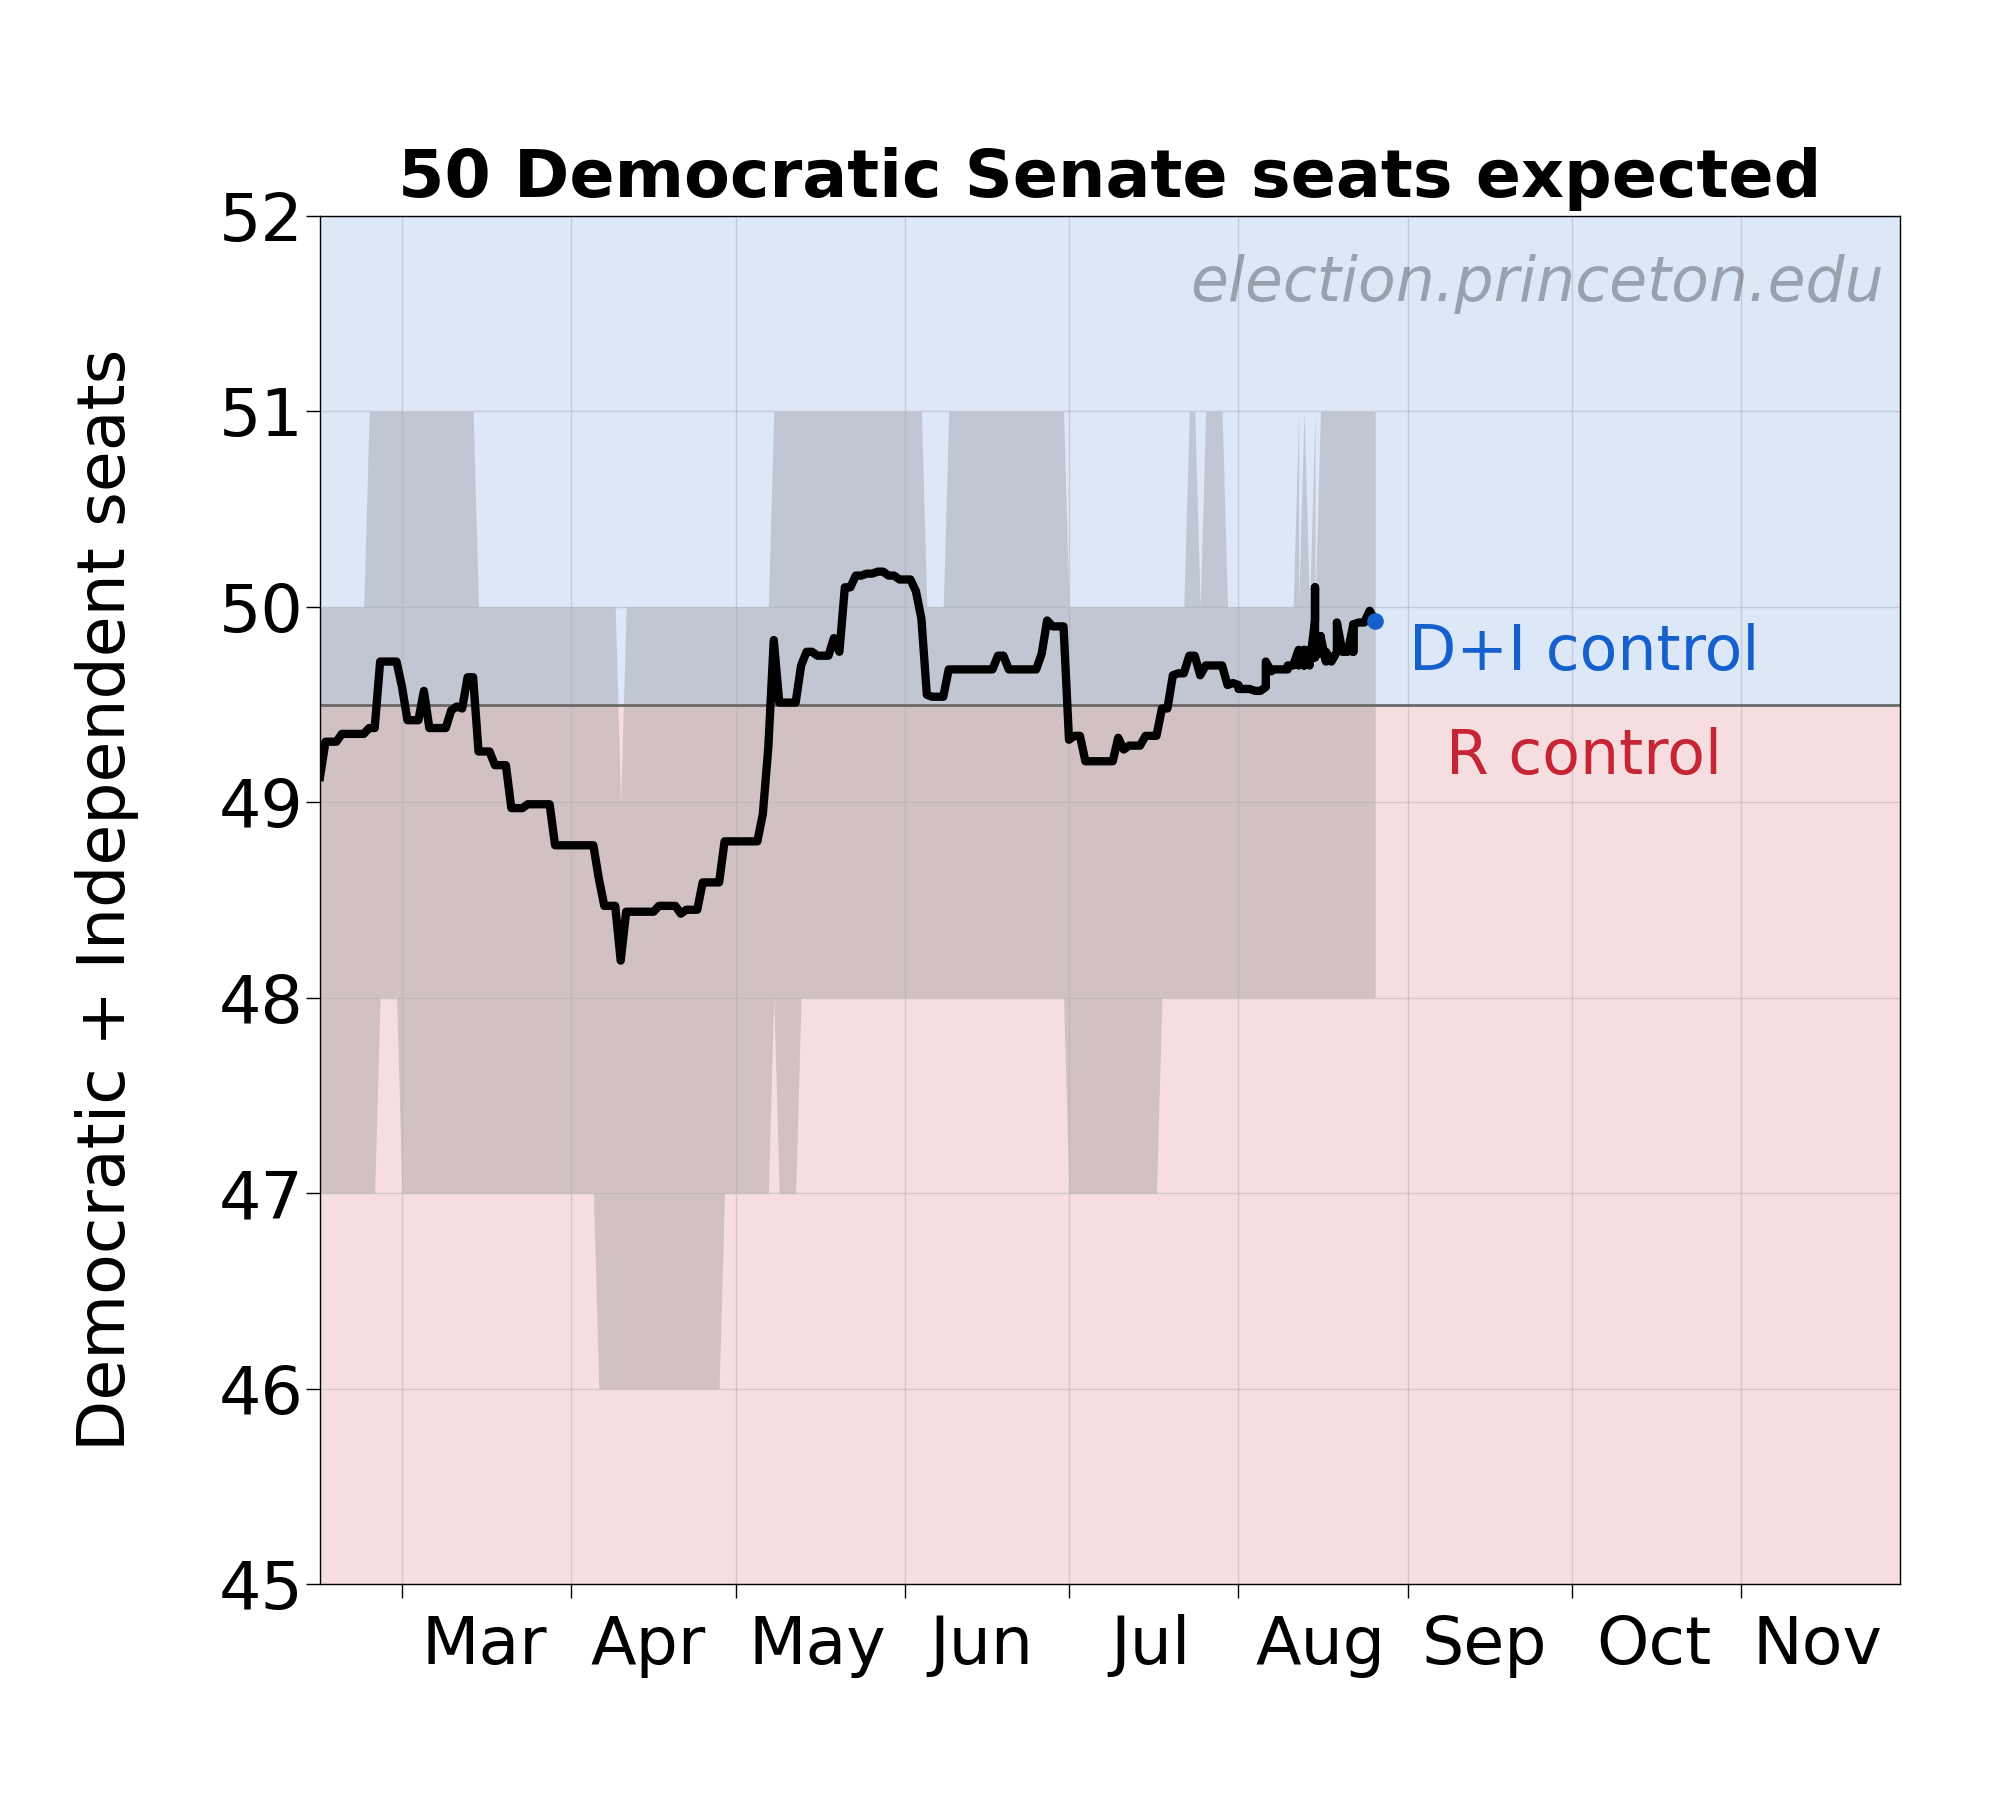 50 Democratic Senate seats expected
election.princeton.edu
Democratic + Independent seats
52
51
50
49
48
47
46
45
D+I control
R control
Mar Apr May Jun Jul Aug Sep Oct Nov